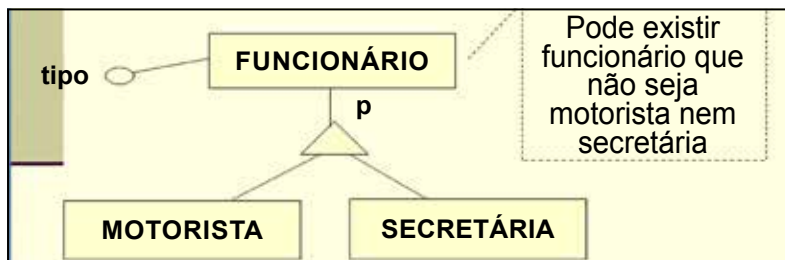 tipo
FUNCIONÁRIO
p
Pode existir
funcionário que
não seja
motorista nem
secretária
MOTORISTA
SECRETÁRIA